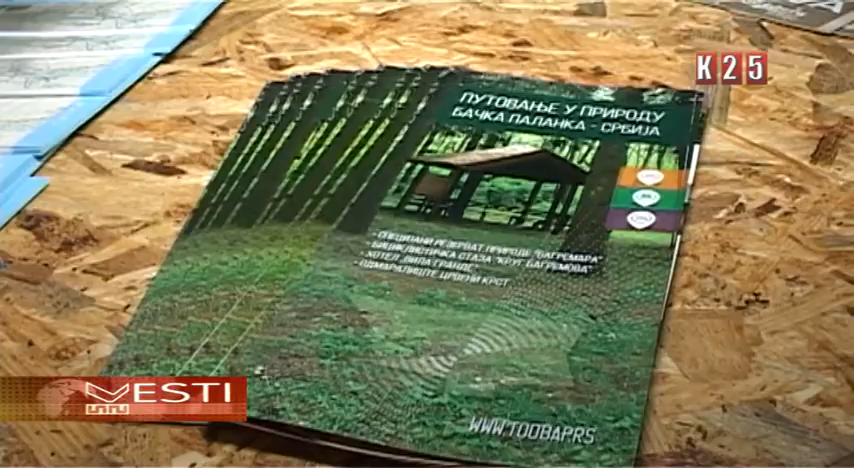 K25
ПУТОВАЊЕ У ПРИРОДУ
БАЧКА ПАЛАНКА - СРБИЈА
- СПЕЦИЈАЛНИ РЕЗЕРВАТ ПРИРОДЕ "БАГРЕМАРА"
- БИЦИКЛИСТИЧКА СТАЗА "КРУГ БАГРЕМОВА"
- ХОТЕЛ „ВИЛА ГРАНДЕ“
- ОДМАРАЛИШТЕ ЦРВЕНИ КРСТ
WWW.TOOBAP.RS
VESTI